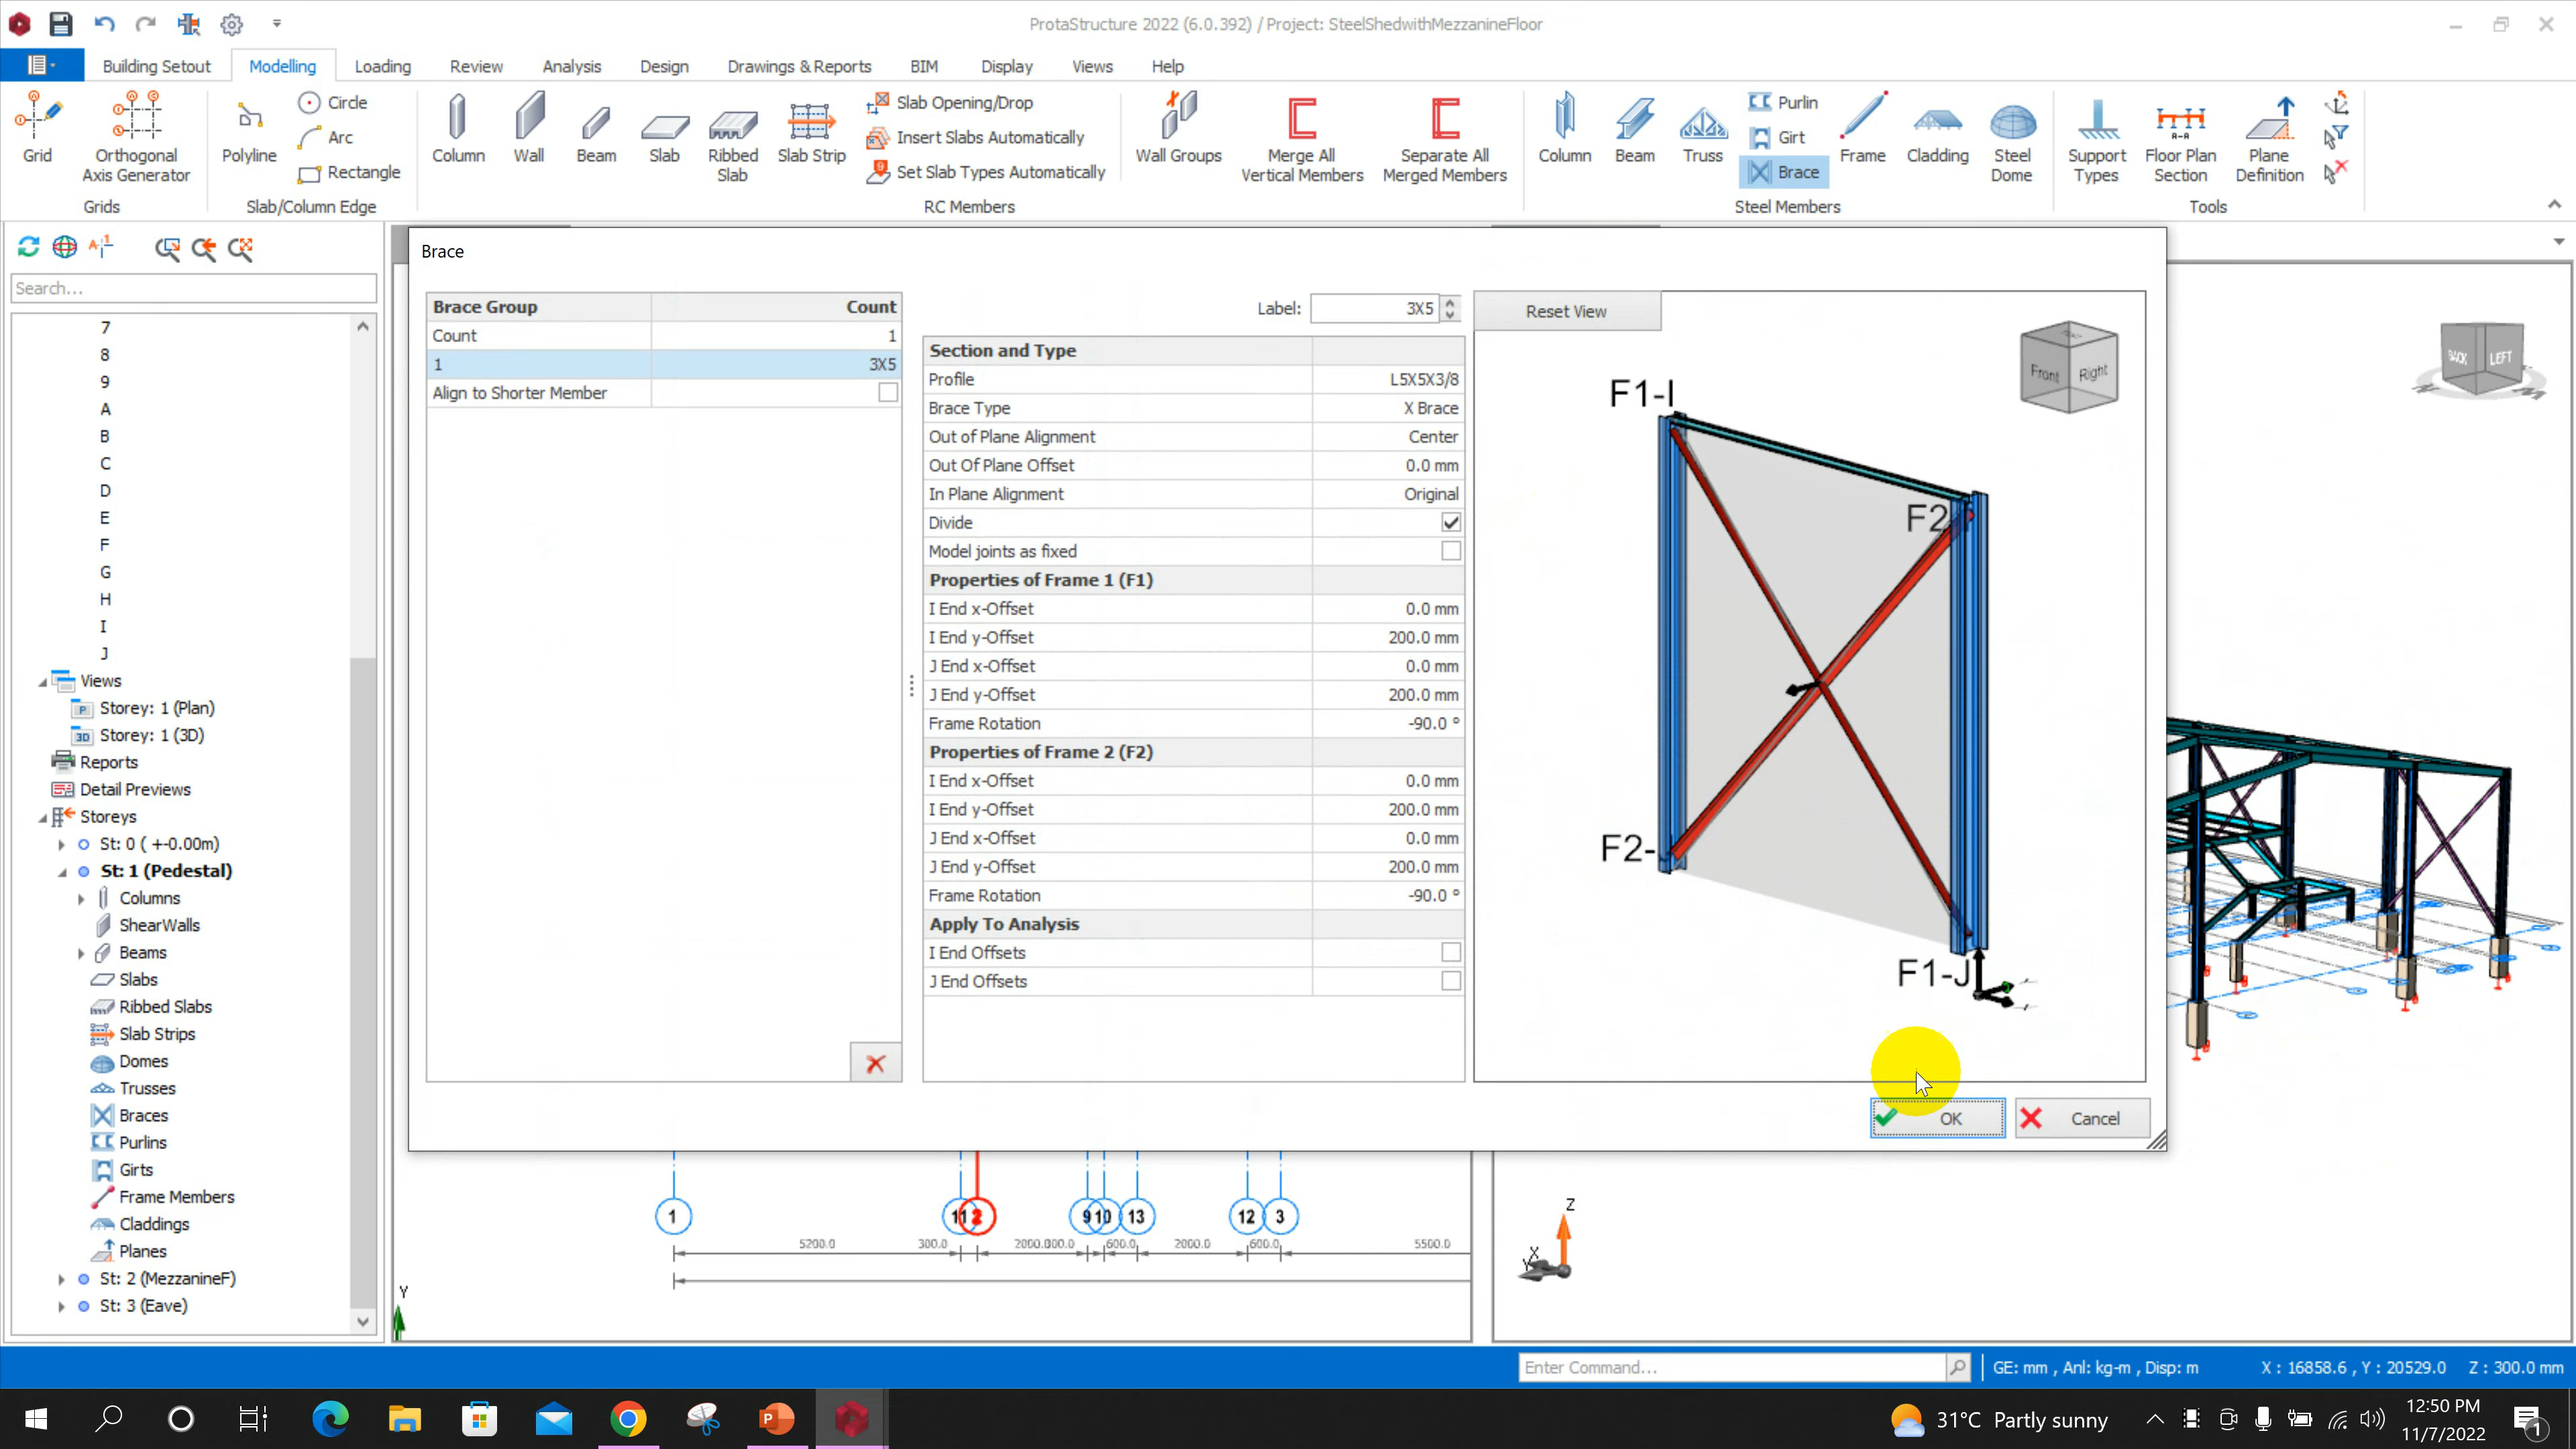 ProtaStructure 2022 (6.0.392) / Project: SteelShedwithMezzanineFloor
Building Setout Modelling Loading Review Analysis Design Drawings & Reports BIM Display Views Help
Grid
Orthogonal Axis Generator
Grids
Polyline
Circle
Arc
Rectangle
Slab/Column Edge
Column
Wall
Beam
Slab
Ribbed Slab
Slab Strip
Slab Opening/Drop
Insert Slabs Automatically
Set Slab Types Automatically
RC Members
Wall Groups
Merge All Vertical Members
Separate All Merged Members
Column
Beam
Truss
Purlin
Girt
Brace
Frame
Cladding
Steel Dome
Steel Members
Support Types
Floor Plan Section
Plane Definition
Tools
Search...
7
8
9
A
B
C
D
E
F
G
H
I
J
Views
Storey: 1 (Plan)
Storey: 1 (3D)
Reports
Detail Previews
Storeys
St: 0 ( +-0.00m)
St: 1 (Pedestal)
Columns
ShearWalls
Beams
Slabs
Ribbed Slabs
Slab Strips
Domes
Trusses
Braces
Purlins
Girts
Frame Members
Claddings
Planes
St: 2 (MezzanineF)
St: 3 (Eave)
Brace
Brace Group Count
Count 1
1 3X5
Align to Shorter Member
Label: 3X5
Section and Type
Profile L5X5X3/8
Brace Type X Brace
Out of Plane Alignment Center
Out Of Plane Offset 0.0 mm
In Plane Alignment Original
Divide
Model joints as fixed
Properties of Frame 1 (F1)
I End x-Offset 0.0 mm
I End y-Offset 200.0 mm
J End x-Offset 0.0 mm
J End y-Offset 200.0 mm
Frame Rotation -90.0 °
Properties of Frame 2 (F2)
I End x-Offset 0.0 mm
I End y-Offset 200.0 mm
J End x-Offset 0.0 mm
J End y-Offset 200.0 mm
Frame Rotation -90.0 °
Apply To Analysis
I End Offsets
J End Offsets
Reset View
Front Right
F1-I
F2
F2-
F1-J
OK Cancel
BACK LEFT
1 11 2 9 10 13 12 3
5200.0 300.0 600.0 2000.0 600.0 5500.0
Y
Z
X
Y
Enter Command...
GE: mm , Anl: kg-m , Disp: m
X : 16858.6 , Y : 20529.0
Z : 300.0 mm
31°C Partly sunny
12:50 PM
11/7/2022
1